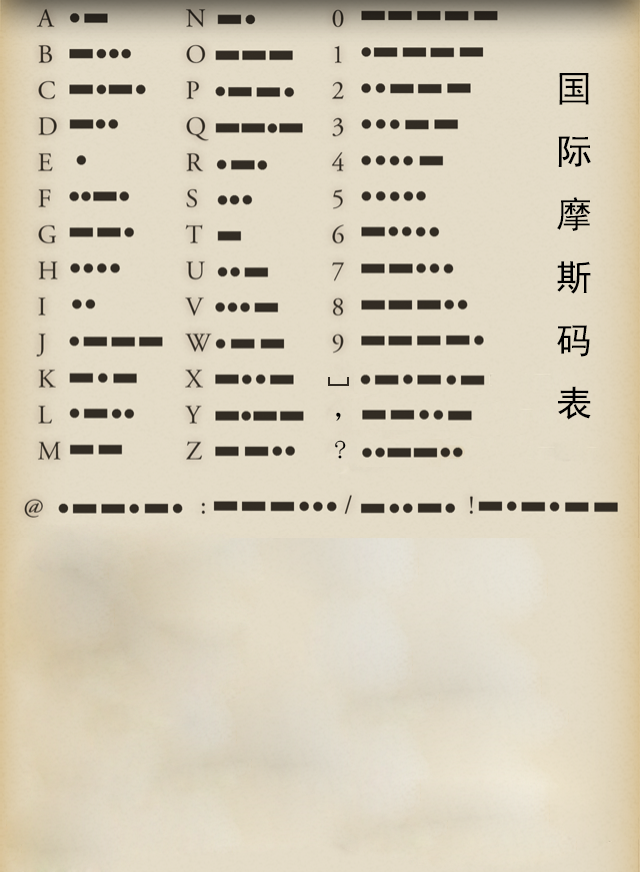 A •— N —• 0 —————
B —••• O ——— 1 •————
C —•—• P •——• 2 ••———
D —•• Q ——•— 3 •••——
E • R •—• 4 ••••—
F ••—• S ••• 5 •••••
G ——• T — 6 —••••
H •••• U ••— 7 ——•••
I •• V •••— 8 ———••
J •——— W •—— 9 ————•
K —•— X —••— ␣ •—•—•—
L •—•• Y —•—— , ——••—
M —— Z ——•• ? ••——••
@ •——•—• : ———••• / —••—• ! —•—•——
国际摩斯码表